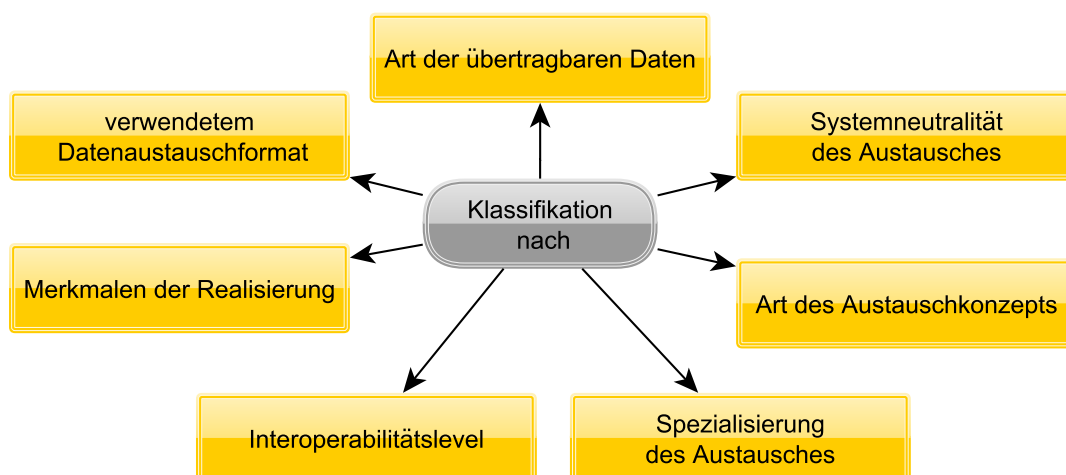 Art der übertragbaren Daten
verwendetem
Datenaustauschformat
Systemneutralität
des Austausches
Klassifikation
nach
Merkmalen der Realisierung
Art des Austauschkonzepts
Interoperabilitätslevel
Spezialisierung
des Austausches